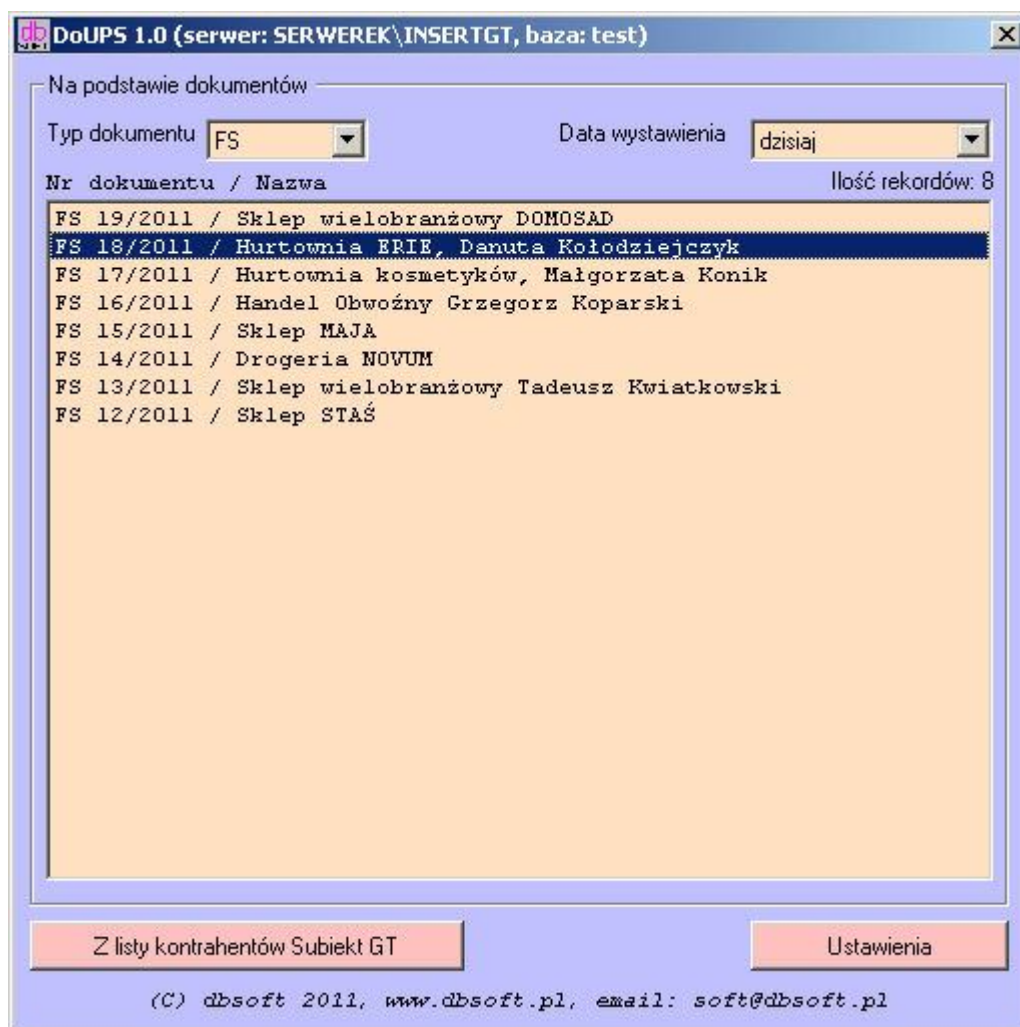 DoUPS 1.0 (serwer: SERWEREK\INSERTGT, baza: test)
Na podstawie dokumentów
Typ dokumentu FS Data wystawienia dzisiaj
Nr dokumentu / Nazwa Ilość rekordów: 8
FS 19/2011 / Sklep wielobranżowy DOMOSAD
FS 18/2011 / Hurtownia ERIE, Danuta Kołodziejczyk
FS 17/2011 / Hurtownia kosmetyków, Małgorzata Konik
FS 16/2011 / Handel Obwoźny Grzegorz Koparski
FS 15/2011 / Sklep MAJA
FS 14/2011 / Drogeria NOVUM
FS 13/2011 / Sklep wielobranżowy Tadeusz Kwiatkowski
FS 12/2011 / Sklep STAŚ
Z listy kontrahentów Subiekt GT Ustawienia
(C) dbsoft 2011, www.dbsoft.pl, email: soft@dbsoft.pl